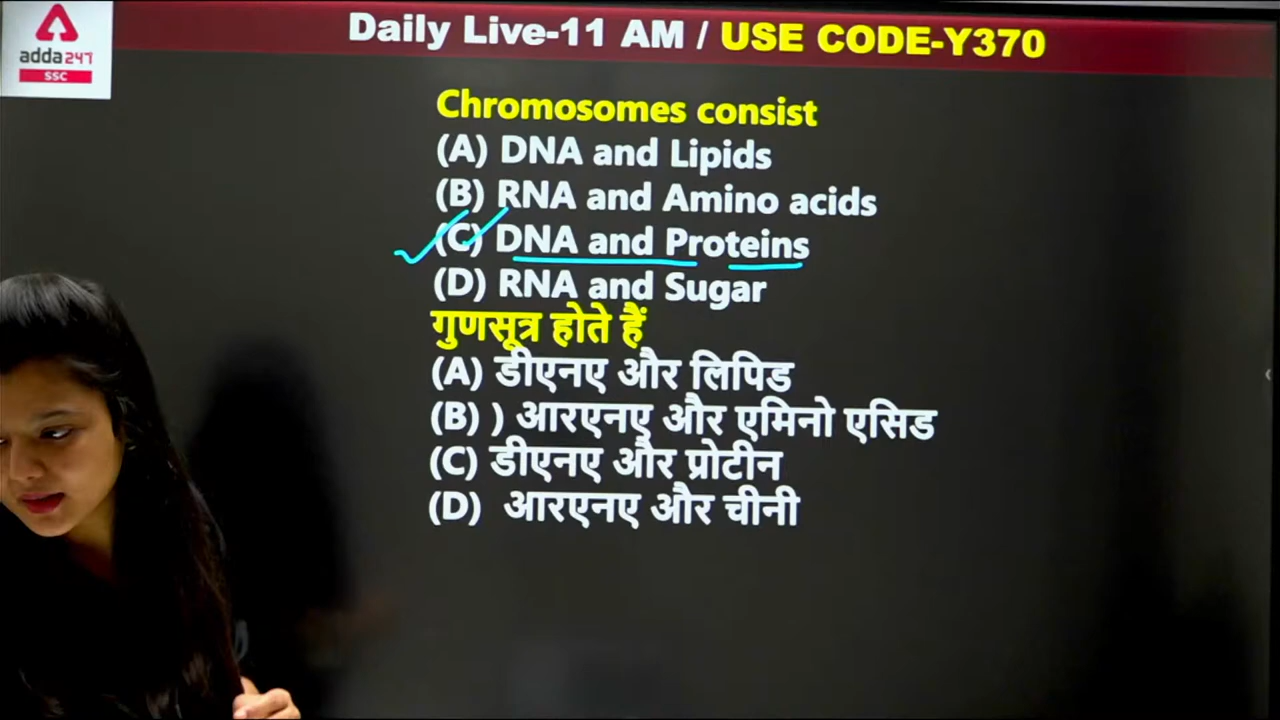 adda247
SSC
Daily Live-11 AM / USE CODE-Y370
Chromosomes consist
(A) DNA and Lipids
(B) RNA and Amino acids
(C) DNA and Proteins
(D) RNA and Sugar
गुणसूत्र होते हैं
(A) डीएनए और लिपिड
(B) ) आरएनए और एमिनो एसिड
(C) डीएनए और प्रोटीन
(D) आरएनए और चीनी